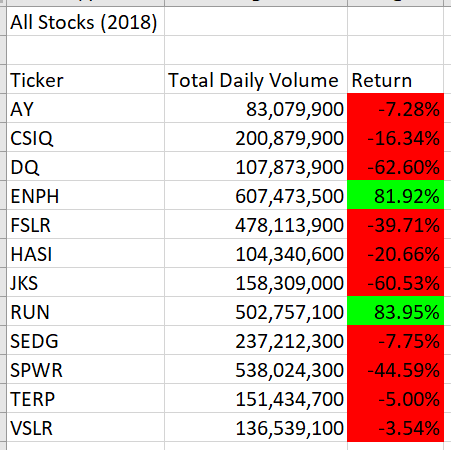 All Stocks (2018)
Ticker Total Daily Volume Return
AY 83,079,900 -7.28%
CSIQ 200,879,900 -16.34%
DQ 107,873,900 -62.60%
ENPH 607,473,500 81.92%
FSLR 478,113,900 -39.71%
HASI 104,340,600 -20.66%
JKS 158,309,000 -60.53%
RUN 502,757,100 83.95%
SEDG 237,212,300 -7.75%
SPWR 538,024,300 -44.59%
TERP 151,434,700 -5.00%
VSLR 136,539,100 -3.54%